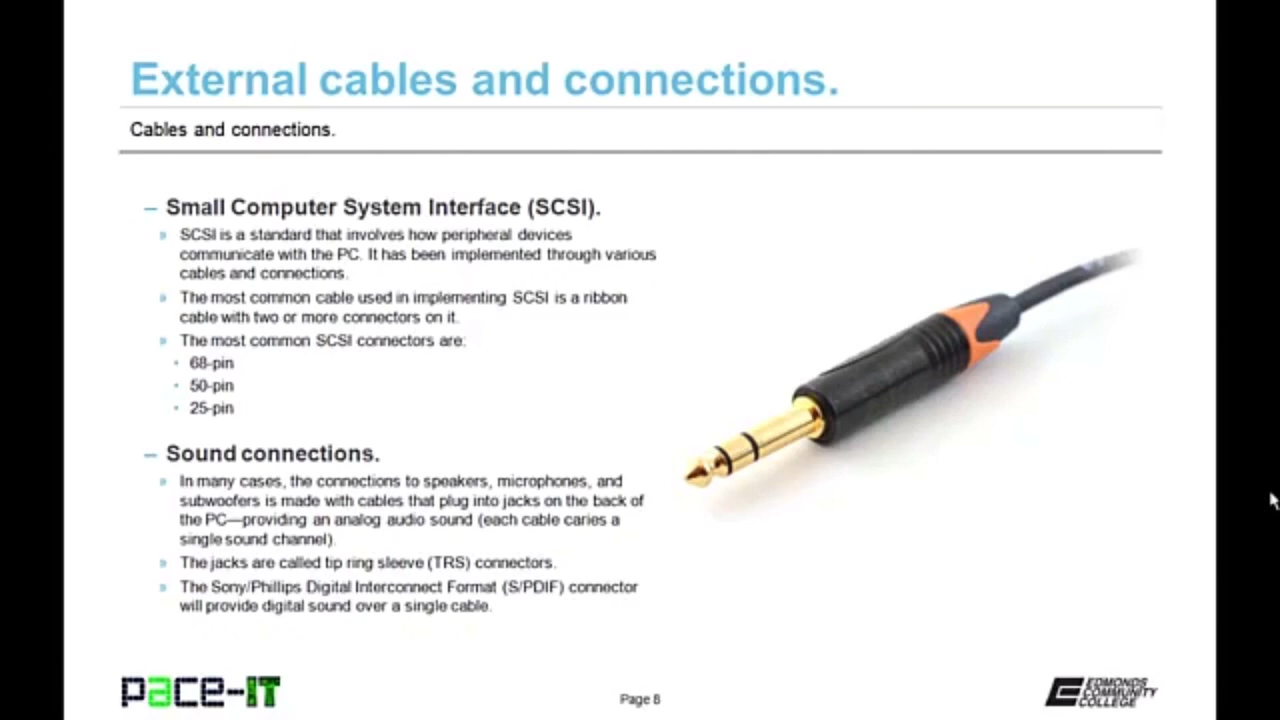 External cables and connections.
Cables and connections.
– Small Computer System Interface (SCSI).
» SCSI is a standard that involves how peripheral devices
communicate with the PC. It has been implemented through various
cables and connections.
» The most common cable used in implementing SCSI is a ribbon
cable with two or more connectors on it.
» The most common SCSI connectors are:
• 68-pin
• 50-pin
• 25-pin
– Sound connections.
» In many cases, the connections to speakers, microphones, and
subwoofers is made with cables that plug into jacks on the back of
the PC—providing an analog audio sound (each cable caries a
single sound channel).
» The jacks are called tip ring sleeve (TRS) connectors.
» The Sony/Phillips Digital Interconnect Format (S/PDIF) connector
will provide digital sound over a single cable.
pace-IT
Page 8
EDMONDS
COMMUNITY
COLLEGE